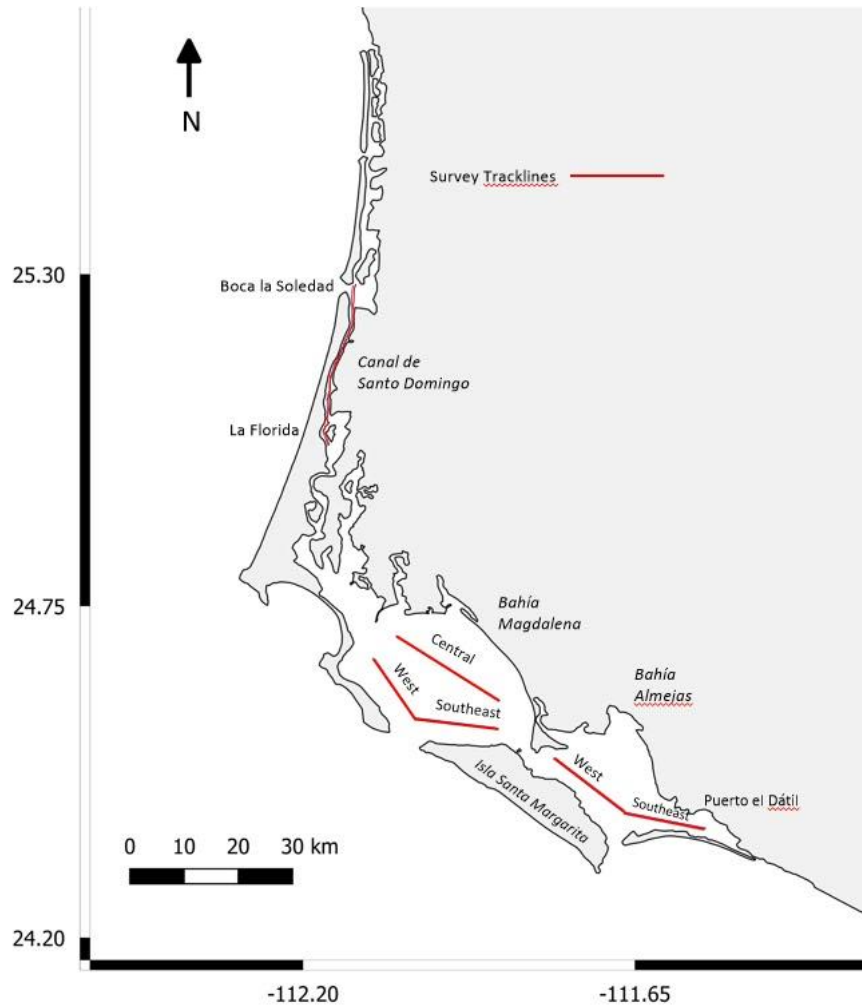 N
Survey Tracklines
25.30
Boca la Soledad
Canal de
Santo Domingo
La Florida
24.75
Bahía
Magdalena
Central
West
Southeast
Bahía
Almejas
West
Southeast
Puerto el Dátil
Isla Santa Margarita
0 10 20 30 km
24.20
-112.20
-111.65